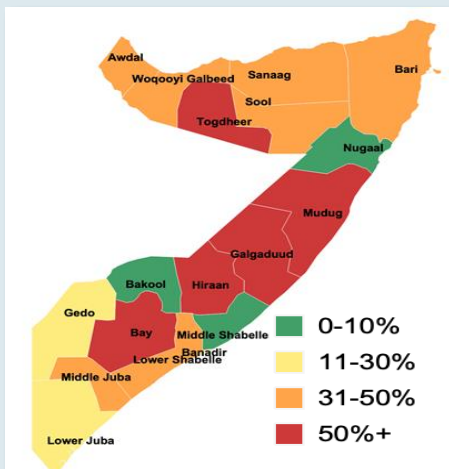 Awdal
Woqooyi Galbeed
Sanaag
Bari
Sool
Togdheer
Nugaal
Mudug
Galgaduud
Hiraan
Bakool
Gedo
Bay
Middle Shabelle
Banadir
Lower Shabelle
Middle Juba
Lower Juba
0-10%
11-30%
31-50%
50%+